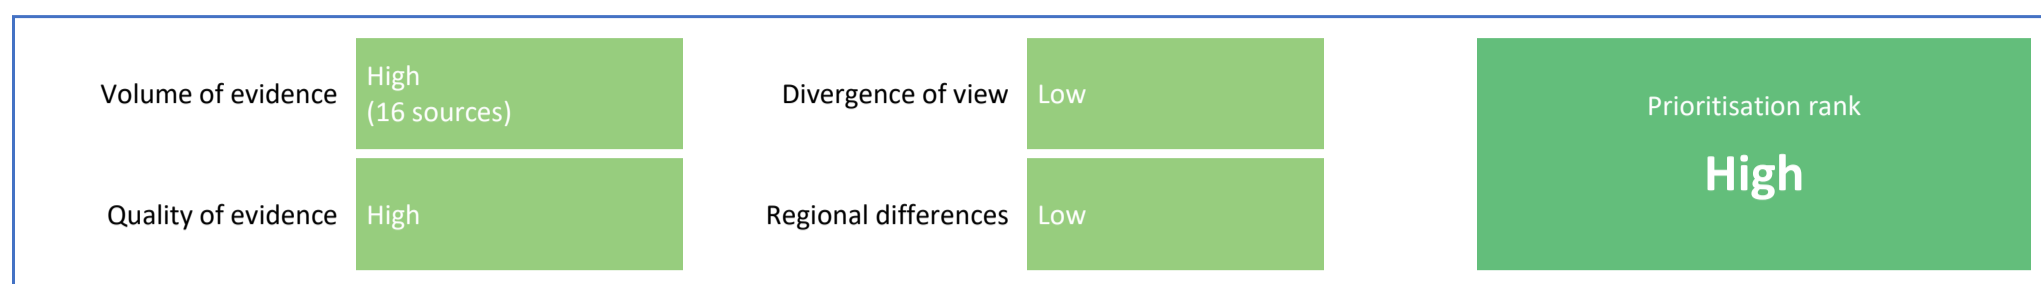 Volume of evidence
High
(16 sources)
Divergence of view
Low
Quality of evidence
High
Regional differences
Low
Prioritisation rank
High